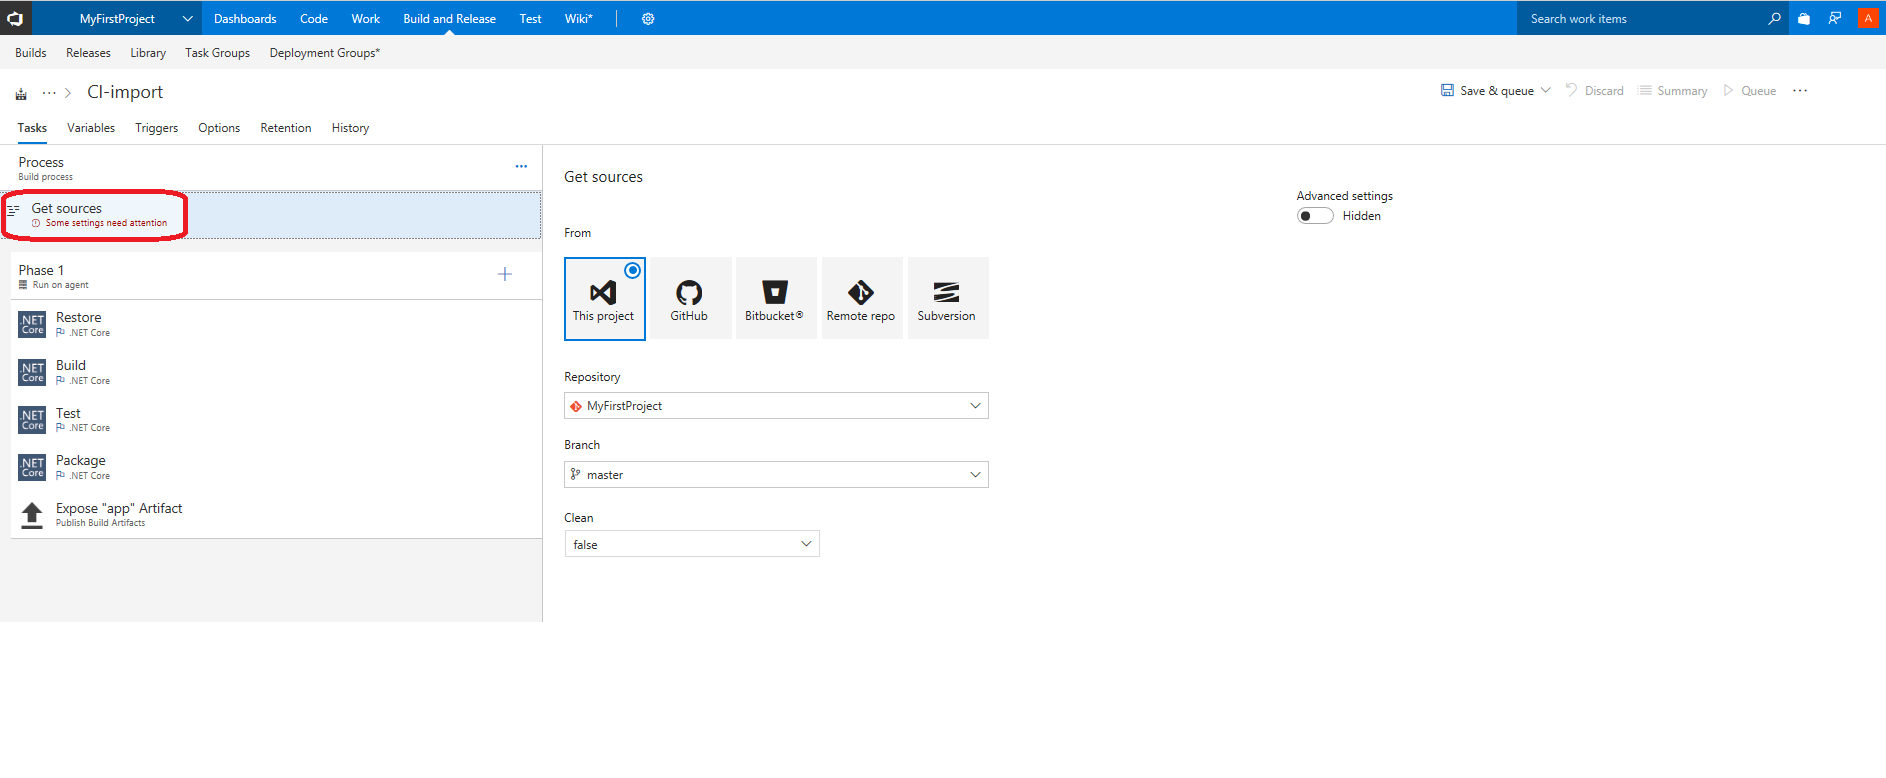 MyFirstProject Dashboards Code Work Build and Release Test Wiki* Search work items A
Builds Releases Library Task Groups Deployment Groups*
... > CI-import Save & queue Discard Summary Queue ...
Tasks Variables Triggers Options Retention History
Process
Build process
...
Get sources
Some settings need attention
Phase 1
Run on agent
.NET Core Restore
.NET Core
.NET Core Build
.NET Core
.NET Core Test
.NET Core
.NET Core Package
.NET Core
Expose "app" Artifact
Publish Build Artifacts
Get sources
Advanced settings
Hidden
From
This project GitHub Bitbucket® Remote repo Subversion
Repository
MyFirstProject
Branch
master
Clean
false